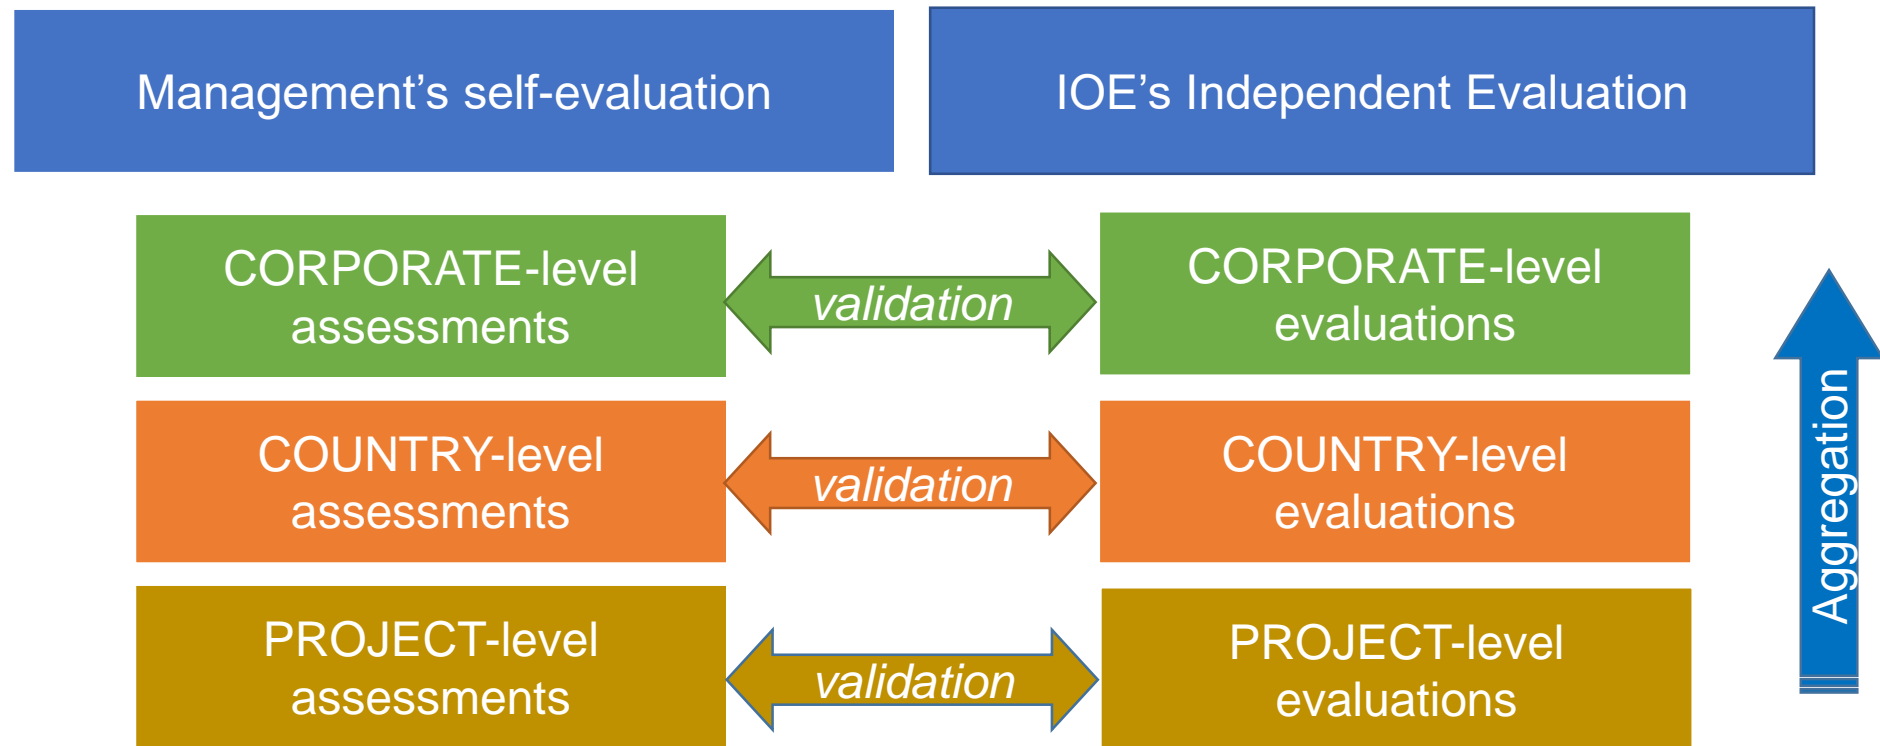 Management’s self-evaluation
IOE’s Independent Evaluation
CORPORATE-level
assessments
validation
CORPORATE-level
evaluations
COUNTRY-level
assessments
validation
COUNTRY-level
evaluations
PROJECT-level
assessments
validation
PROJECT-level
evaluations
Aggregation